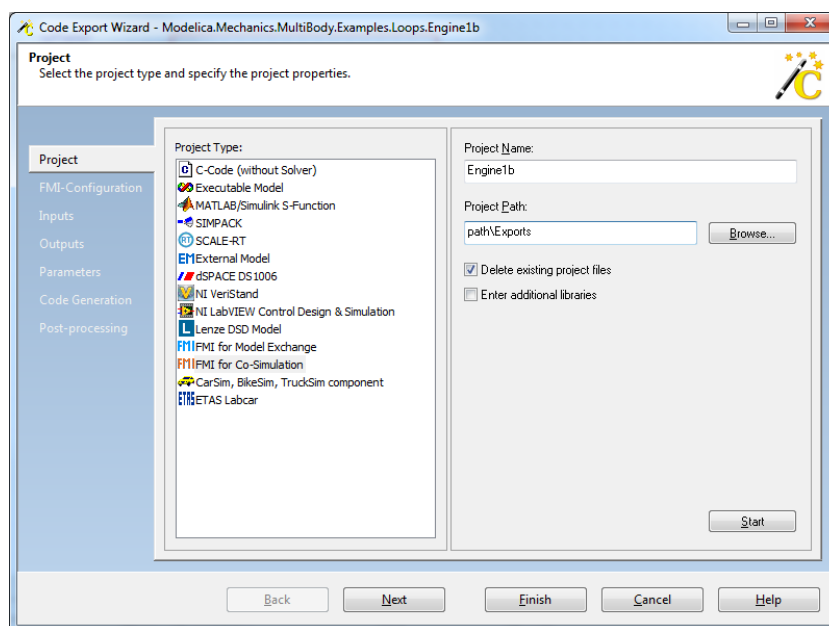 Code Export Wizard - Modelica.Mechanics.MultiBody.Examples.Loops.Engine1b
Project
Select the project type and specify the project properties.
Project
FMI-Configuration
Inputs
Outputs
Parameters
Code Generation
Post-processing
Project Type:
C-Code (without Solver)
Executable Model
MATLAB/Simulink S-Function
SIMPACK
SCALE-RT
External Model
dSPACE DS1006
NI VeriStand
NI LabVIEW Control Design & Simulation
Lenze DSD Model
FMI for Model Exchange
FMI for Co-Simulation
CarSim, BikeSim, TruckSim component
ETAS Labcar
Project Name:
Engine1b
Project Path:
path\Exports
Browse...
Delete existing project files
Enter additional libraries
Start
Back
Next
Finish
Cancel
Help